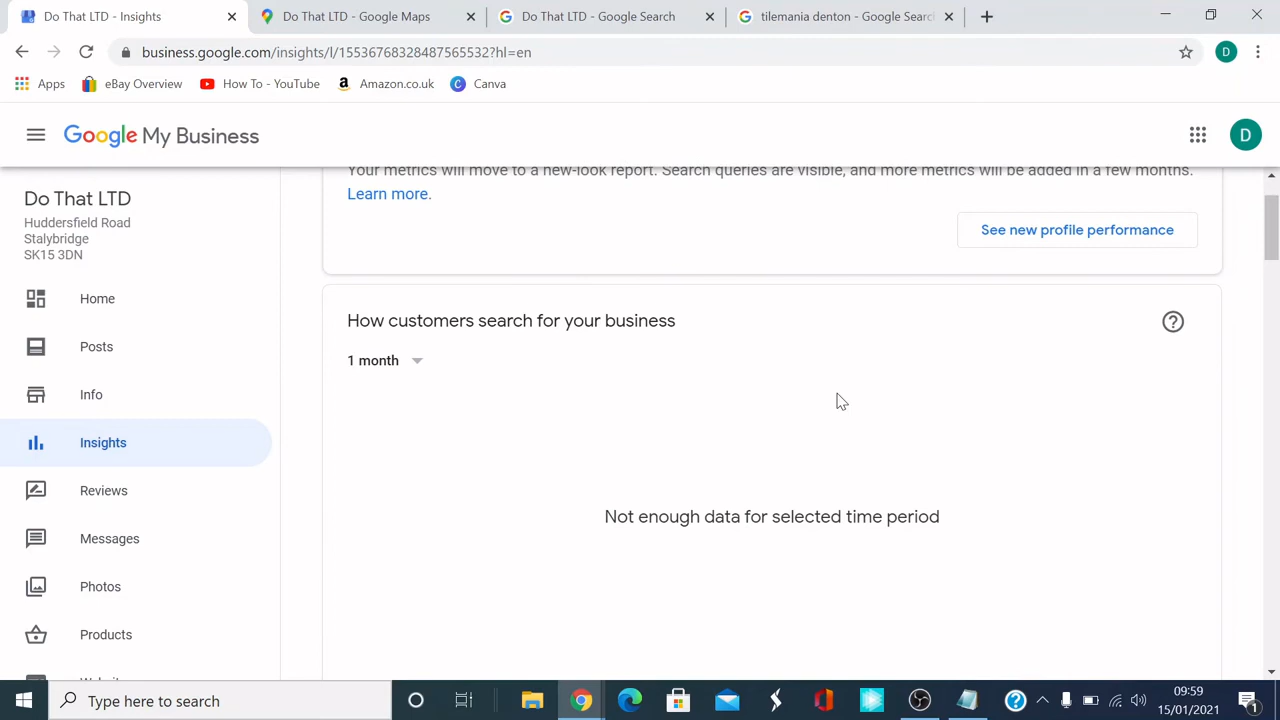 Do That LTD - Insights
Do That LTD - Google Maps
Do That LTD - Google Search
tilemania denton - Google Searc
business.google.com/insights/l/15536768328487565532?hl=en
D
Apps
eBay Overview
How To - YouTube
Amazon.co.uk
Canva
Google My Business
D
Do That LTD
Huddersfield Road
Stalybridge
SK15 3DN
Home
Posts
Info
Insights
Reviews
Messages
Photos
Products
Your metrics will move to a new-look report. Search queries are visible, and more metrics will be added in a few months.
Learn more.
See new profile performance
How customers search for your business
1 month
Not enough data for selected time period
Type here to search
09:59
15/01/2021
1